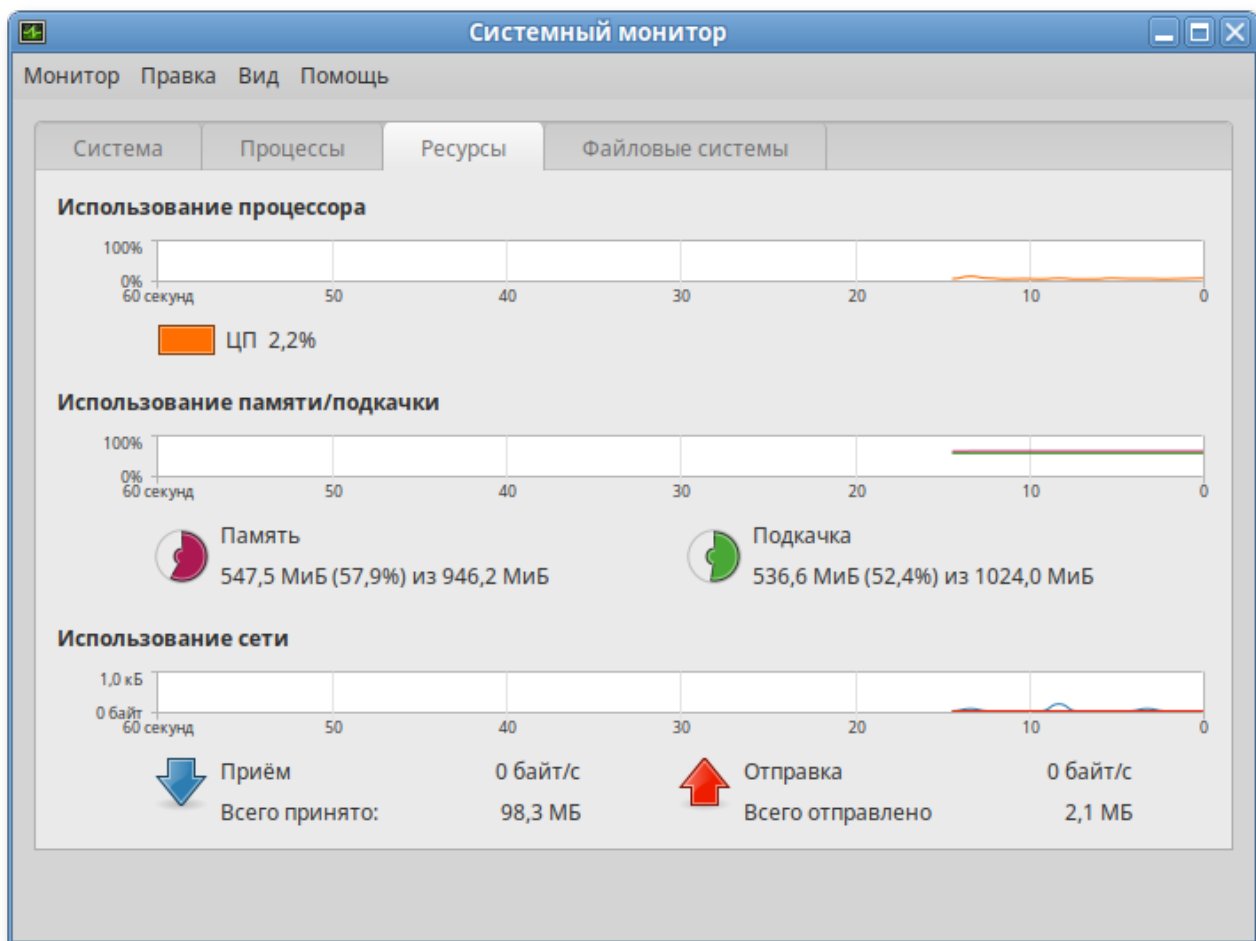 Системный монитор
Монитор Правка Вид Помощь
Система Процессы Ресурсы Файловые системы
Использование процессора
100%
0%
60 секунд 50 40 30 20 10 0
ЦП 2,2%
Использование памяти/подкачки
100%
0%
60 секунд 50 40 30 20 10 0
Память Подкачка
547,5 МиБ (57,9%) из 946,2 МиБ 536,6 МиБ (52,4%) из 1024,0 МиБ
Использование сети
1,0 кБ
0 байт
60 секунд 50 40 30 20 10 0
Приём 0 байт/с Отправка 0 байт/с
Всего принято: 98,3 МБ Всего отправлено 2,1 МБ